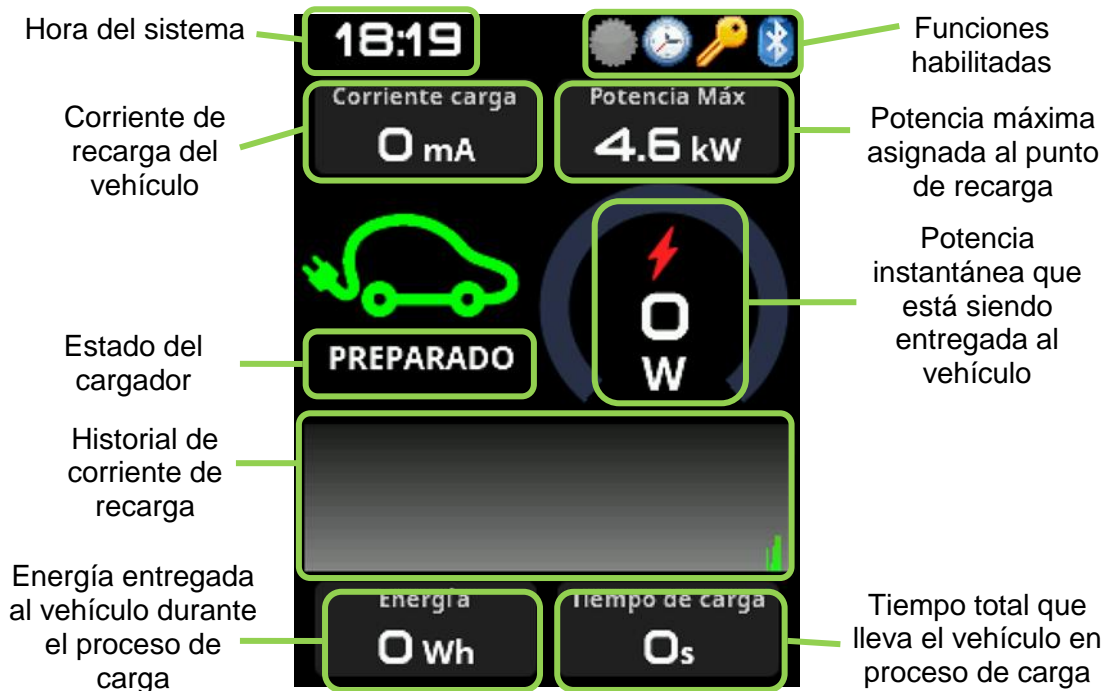 Hora del sistema
18:19
Funciones
habilitadas
Corriente de
recarga del
vehículo
Corriente carga
0 mA
Potencia Máx
4.6 kW
Potencia máxima
asignada al punto
de recarga
Potencia
instantánea que
está siendo
entregada al
vehículo
0
W
Estado del
cargador
PREPARADO
Historial de
corriente de
recarga
Energía entregada
al vehículo durante
el proceso de
carga
Energía
0 Wh
Tiempo de carga
0s
Tiempo total que
lleva el vehículo en
proceso de carga